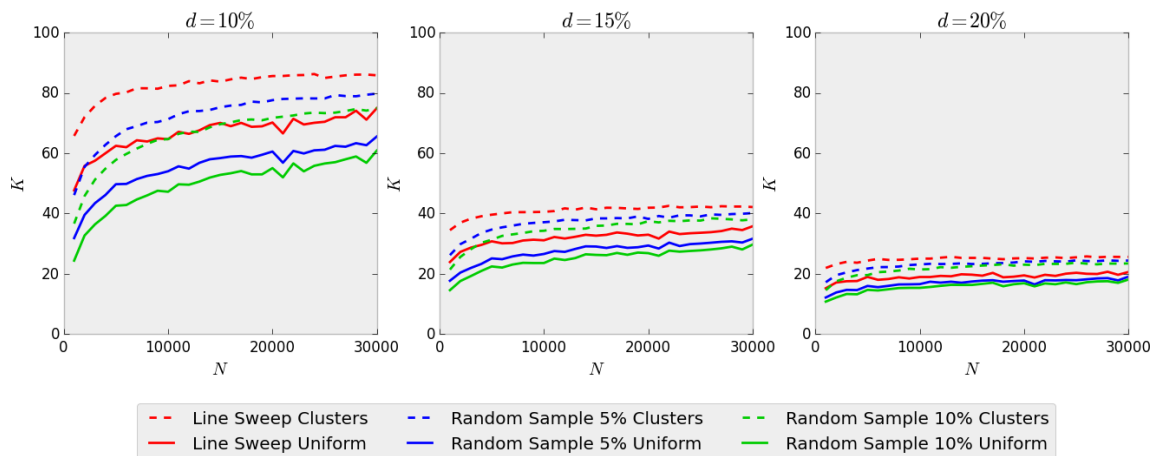 d = 10%
d = 15%
d = 20%
100
80
60
40
20
0
K
0 10000 20000 30000
N
100
80
60
40
20
0
K
0 10000 20000 30000
N
100
80
60
40
20
0
K
0 10000 20000 30000
N
Line Sweep Clusters Random Sample 5% Clusters Random Sample 10% Clusters
Line Sweep Uniform Random Sample 5% Uniform Random Sample 10% Uniform